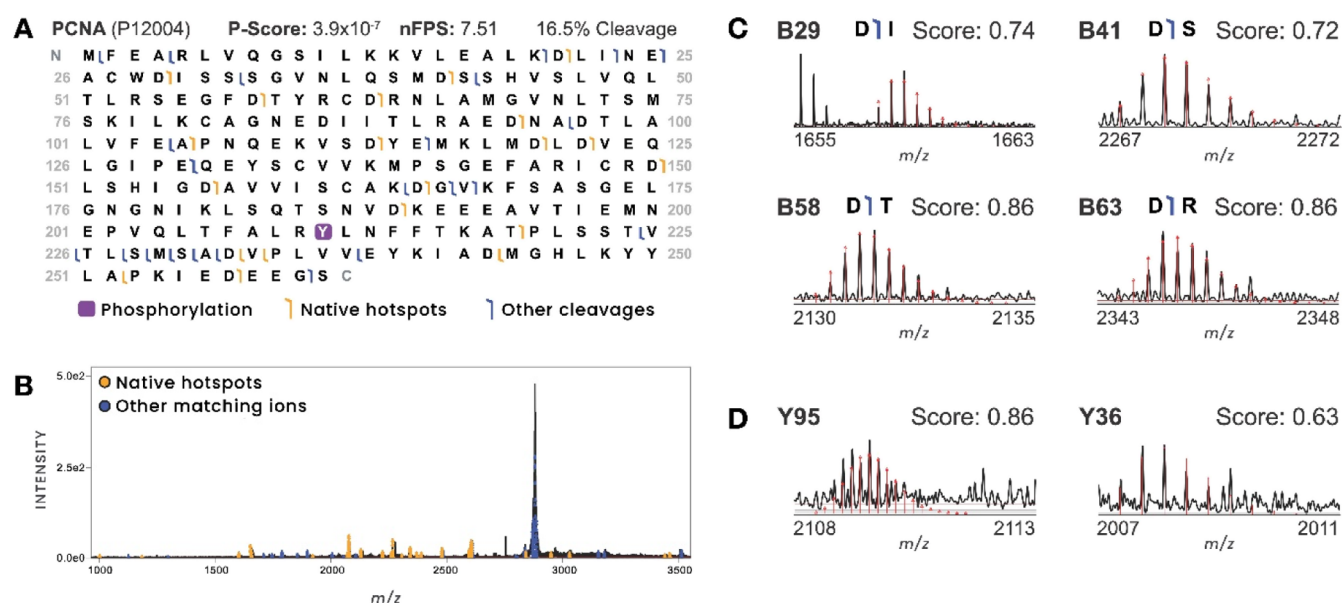 A PCNA (P12004) P-Score: 3.9x10⁻⁷ nFPS: 7.51 16.5% Cleavage
N M F E A R L V Q G S I L K K V L E A L K D L I N E 25
26 A C W D I S S S G V N L Q S M D S S H V S L V Q L 50
51 T L R S E G F D T Y R C D R N L A M G V N L T S M 75
76 S K I L K C A G N E D I I T L R A E D N A D T L A 100
101 L V F E A P N Q E K V S D Y E M K L M D L D V E Q 125
126 L G I P E Q E Y S C V V K M P S G E F A R I C R D 150
151 L S H I G D A V V I S C A K D G V K F S A S G E L 175
176 G N G N I K L S Q T S N V D K E E E A V T I E M N 200
201 E P V Q L T F A L R Y L N F F T K A T P L S S T V 225
226 T L S M S A D V P L V V E Y K I A D M G H L K Y Y 250
251 L A P K I E D E E G S C
Phosphorylation Native hotspots Other cleavages
B
Native hotspots
Other matching ions
INTENSITY
5.0e2
2.5e2
0.0e0
1000 1500 2000 2500 3000 3500
m/z
C B29 D I Score: 0.74
1655 1663
m/z
B41 D S Score: 0.72
2267 2272
m/z
B58 D T Score: 0.86
2130 2135
m/z
B63 D R Score: 0.86
2343 2348
m/z
D Y95 Score: 0.86
2108 2113
m/z
Y36 Score: 0.63
2007 2011
m/z